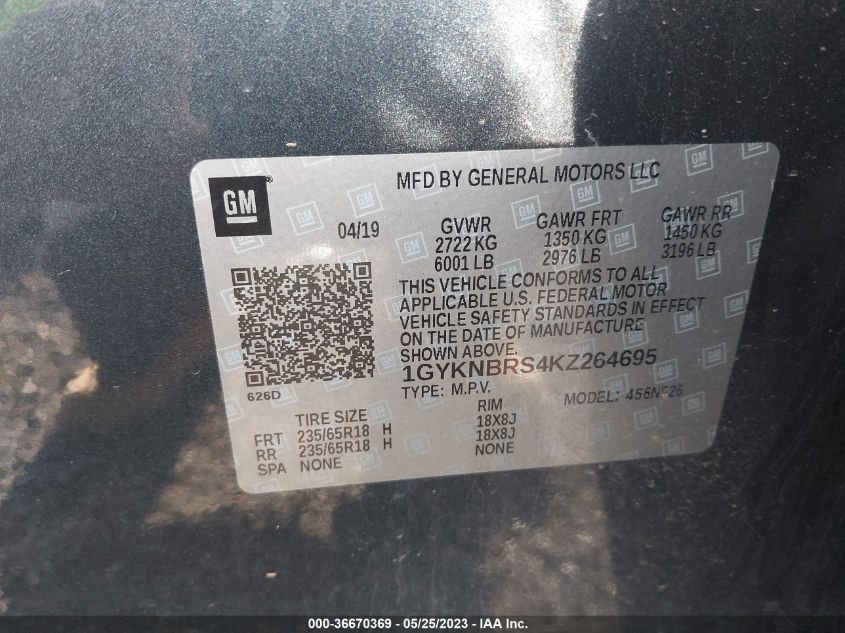 GM
MFD BY GENERAL MOTORS LLC
04/19
GVWR
2722 KG
6001 LB
GAWR FRT
1350 KG
2976 LB
GAWR RR
1450 KG
3196 LB
THIS VEHICLE CONFORMS TO ALL
APPLICABLE U.S. FEDERAL MOTOR
VEHICLE SAFETY STANDARDS IN EFFECT
ON THE DATE OF MANUFACTURE
SHOWN ABOVE.
1GYKNBRS4KZ264695
TYPE: M.P.V.
MODEL: 456NF26
626D
TIRE SIZE
RIM
FRT 235/65R18 H 18X8J
RR 235/65R18 H 18X8J
SPA NONE NONE
000-36670369 - 05/25/2023 - IAA Inc.